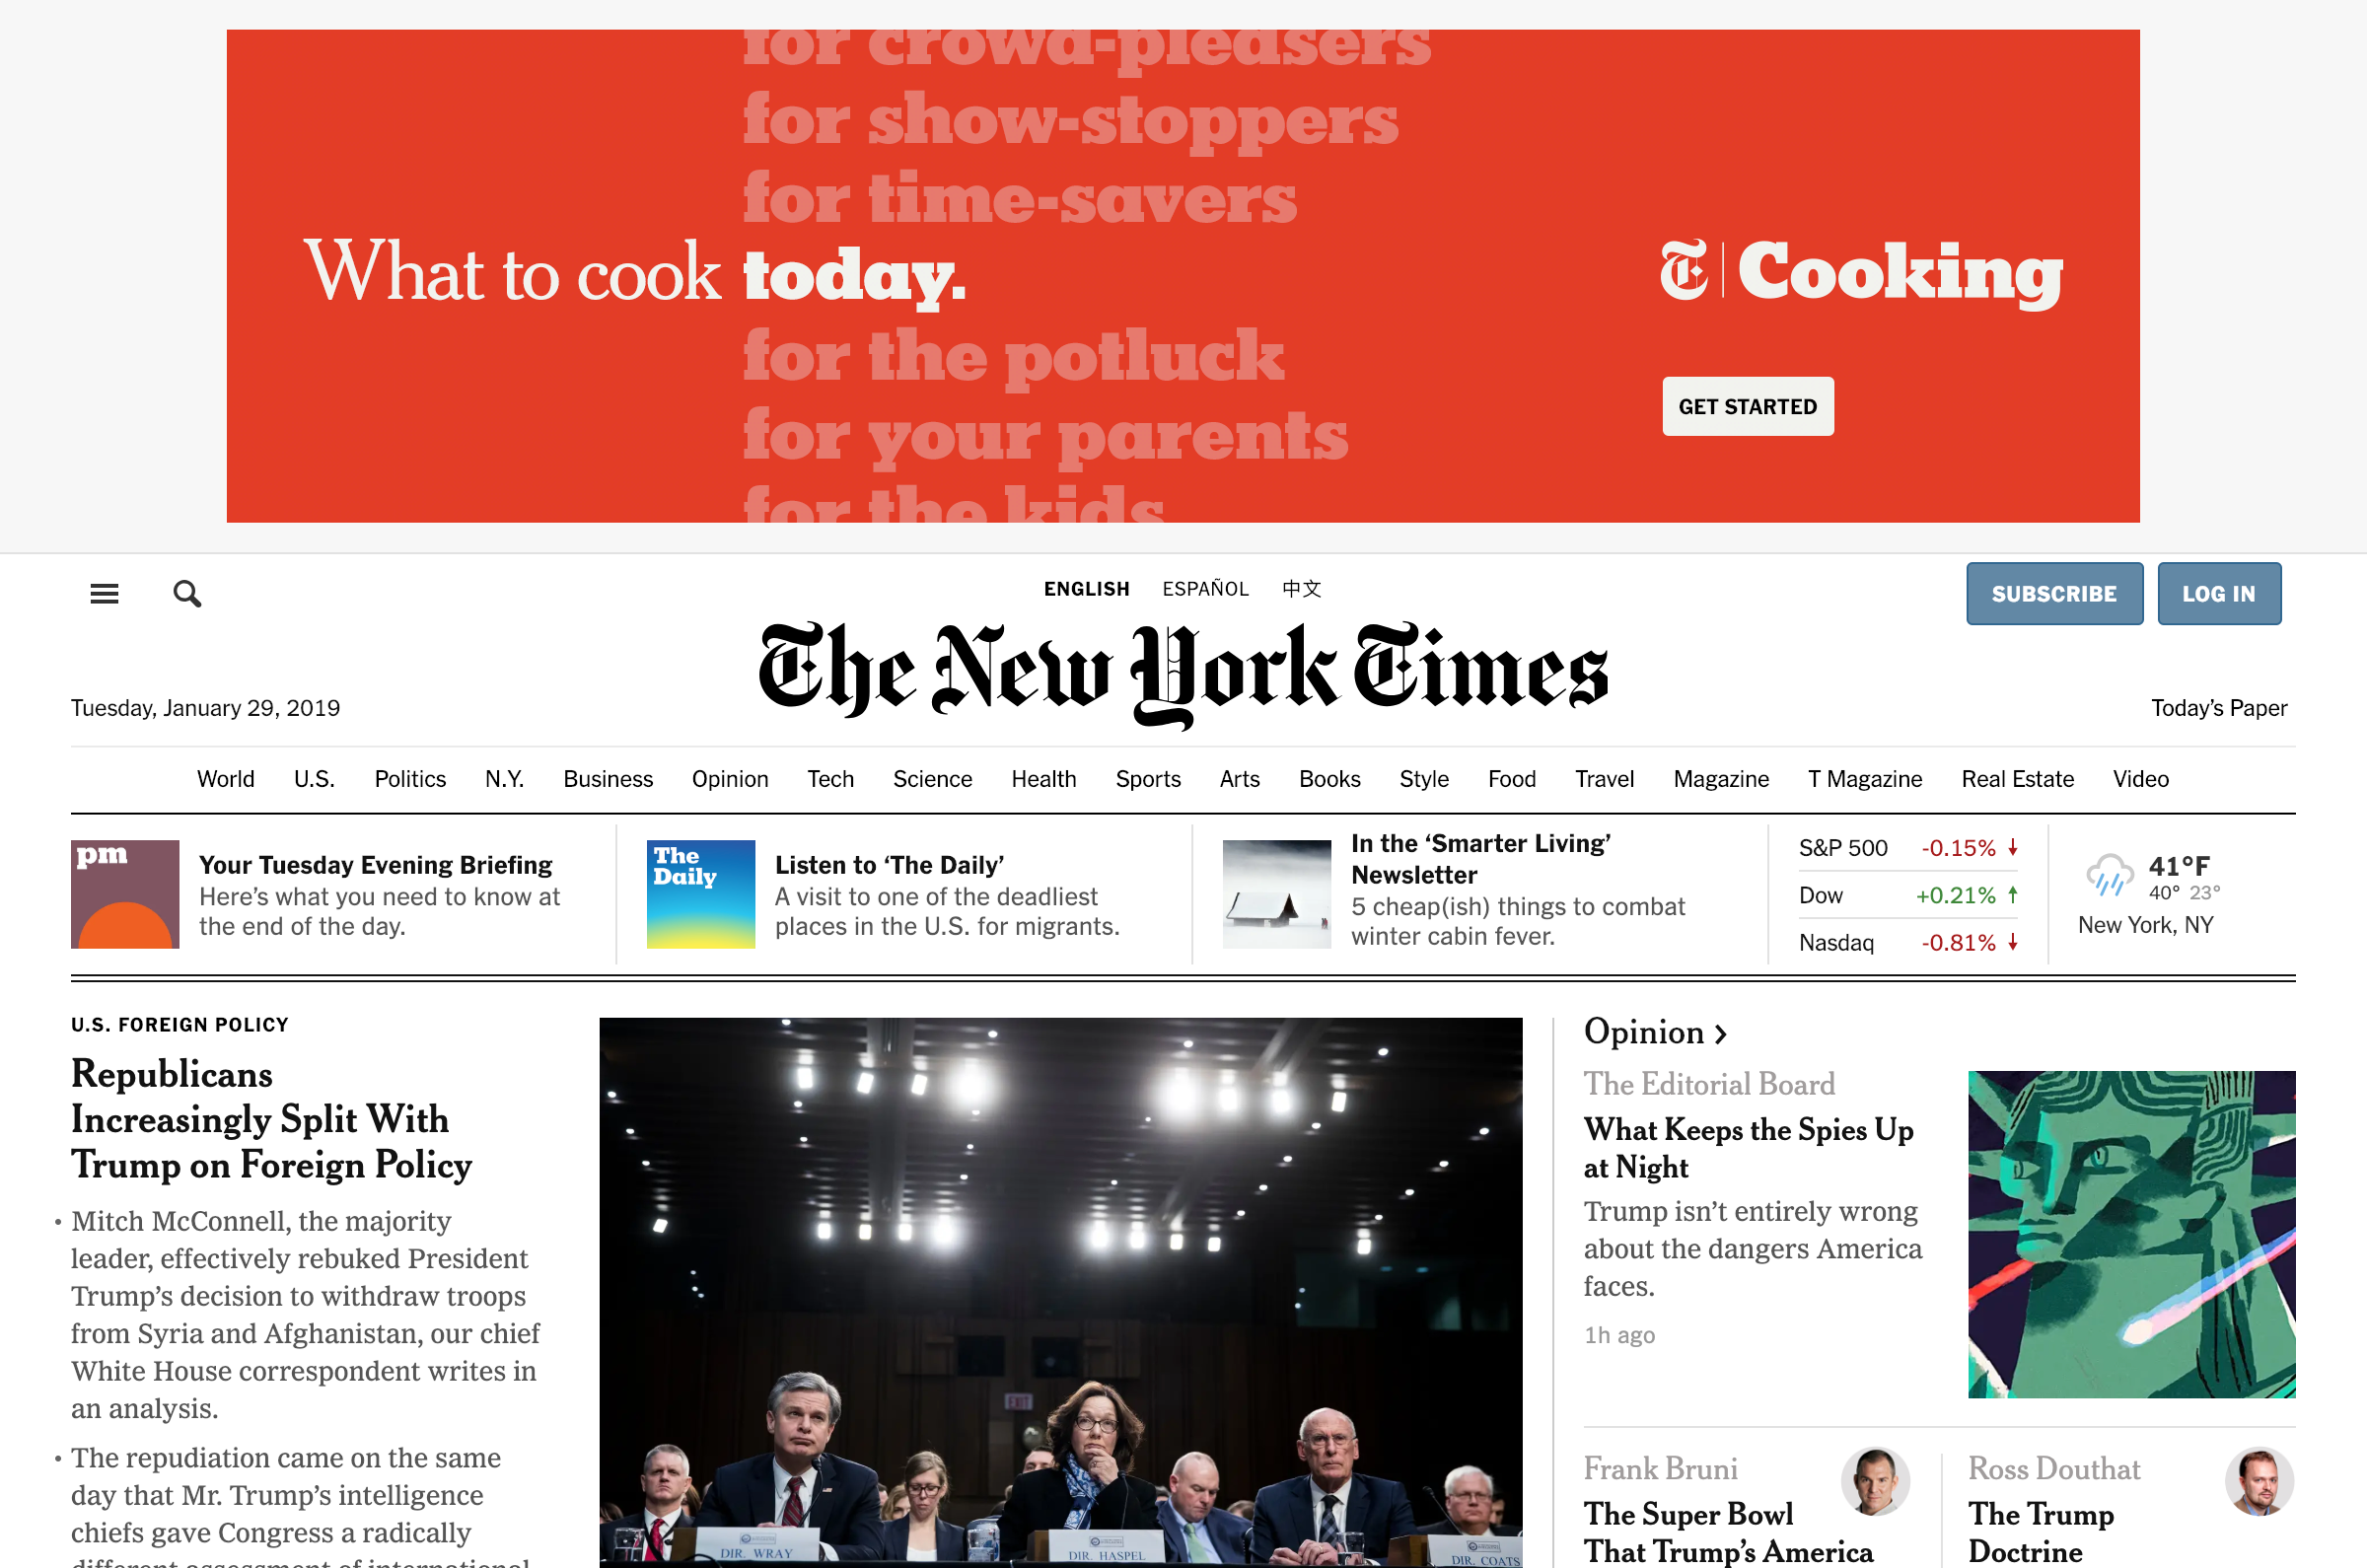 for crowd-pleasers
for show-stoppers
for time-savers
What to cook today.
for the potluck
for your parents
for the kids
T Cooking
GET STARTED
ENGLISH ESPAÑOL 中文
SUBSCRIBE LOG IN
The New York Times
Tuesday, January 29, 2019
Today's Paper
World U.S. Politics N.Y. Business Opinion Tech Science Health Sports Arts Books Style Food Travel Magazine T Magazine Real Estate Video
pm
Your Tuesday Evening Briefing
Here's what you need to know at
the end of the day.
The
Daily
Listen to ‘The Daily’
A visit to one of the deadliest
places in the U.S. for migrants.
In the ‘Smarter Living’
Newsletter
5 cheap(ish) things to combat
winter cabin fever.
S&P 500 -0.15% ↓
Dow +0.21% ↑
Nasdaq -0.81% ↓
41°F
40° 23°
New York, NY
U.S. FOREIGN POLICY
Republicans
Increasingly Split With
Trump on Foreign Policy
• Mitch McConnell, the majority
leader, effectively rebuked President
Trump’s decision to withdraw troops
from Syria and Afghanistan, our chief
White House correspondent writes in
an analysis.
• The repudiation came on the same
day that Mr. Trump’s intelligence
chiefs gave Congress a radically
different assessment of international
EXIT
DIR. WRAY
DIR. HASPEL
DIR. COATS
Opinion >
The Editorial Board
What Keeps the Spies Up
at Night
Trump isn’t entirely wrong
about the dangers America
faces.
1h ago
Frank Bruni
The Super Bowl
That Trump’s America
Ross Douthat
The Trump
Doctrine